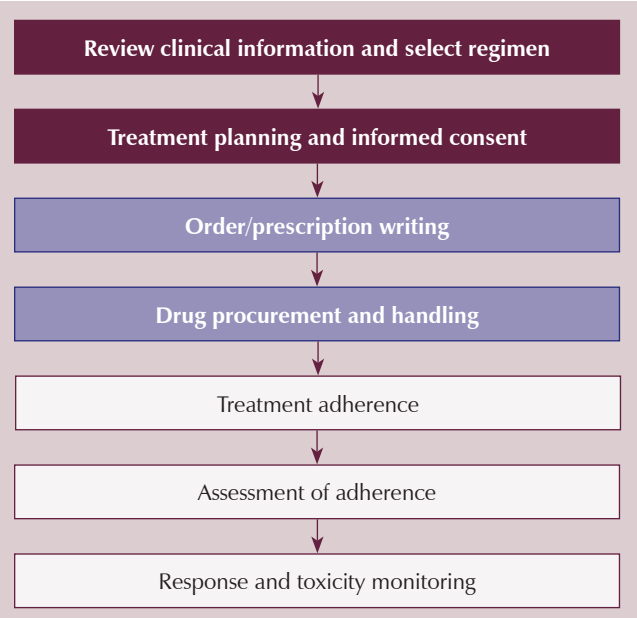 Review clinical information and select regimen
Treatment planning and informed consent
Order/prescription writing
Drug procurement and handling
Treatment adherence
Assessment of adherence
Response and toxicity monitoring